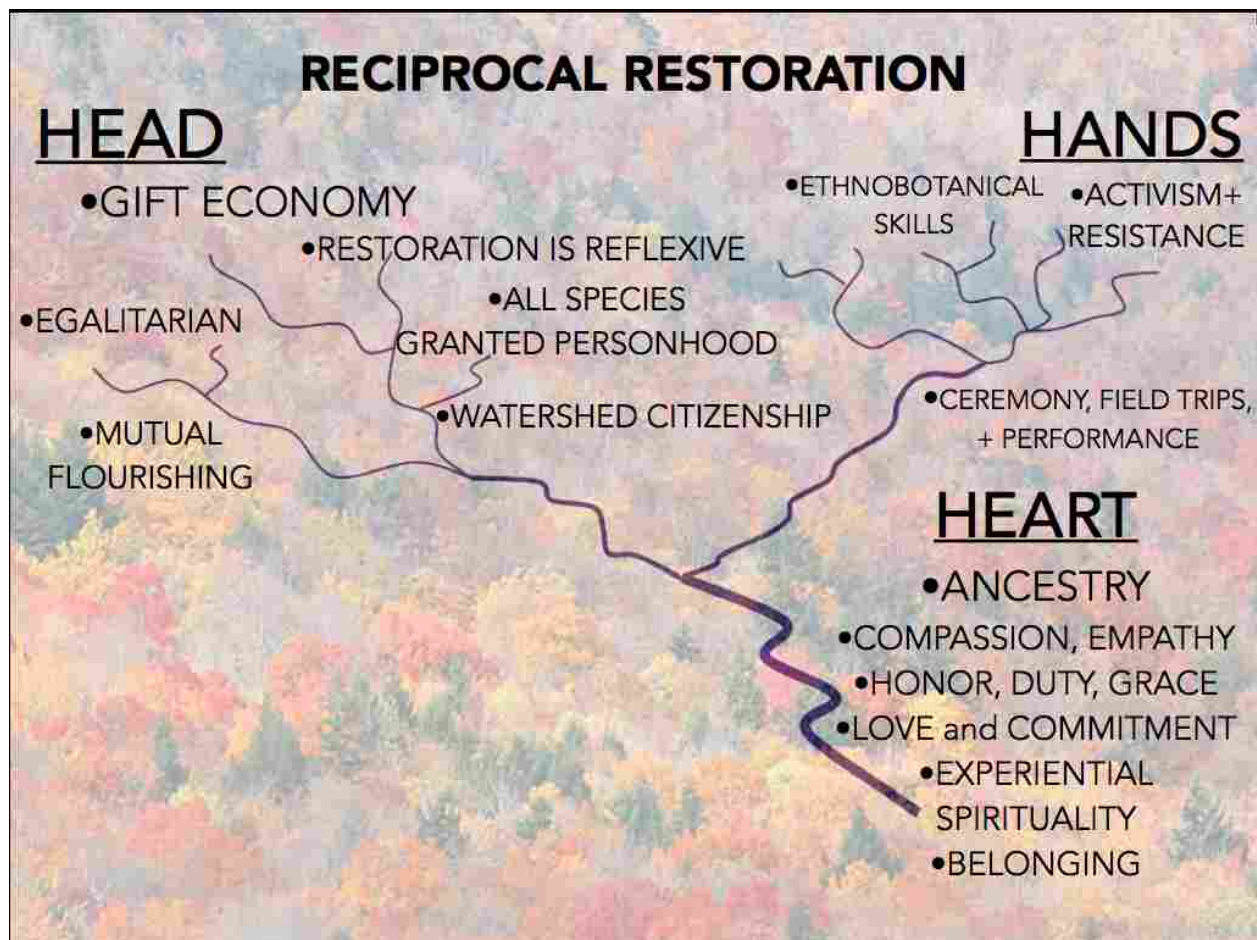 RECIPROCAL RESTORATION
HEAD
•GIFT ECONOMY
•RESTORATION IS REFLEXIVE
•ALL SPECIES
GRANTED PERSONHOOD
•EGALITARIAN
•WATERSHED CITIZENSHIP
•MUTUAL
FLOURISHING
HANDS
•ETHNOBOTANICAL
SKILLS
•ACTIVISM+
RESISTANCE
•CEREMONY, FIELD TRIPS,
+ PERFORMANCE
HEART
•ANCESTRY
•COMPASSION, EMPATHY
•HONOR, DUTY, GRACE
•LOVE and COMMITMENT
•EXPERIENTIAL
SPIRITUALITY
•BELONGING